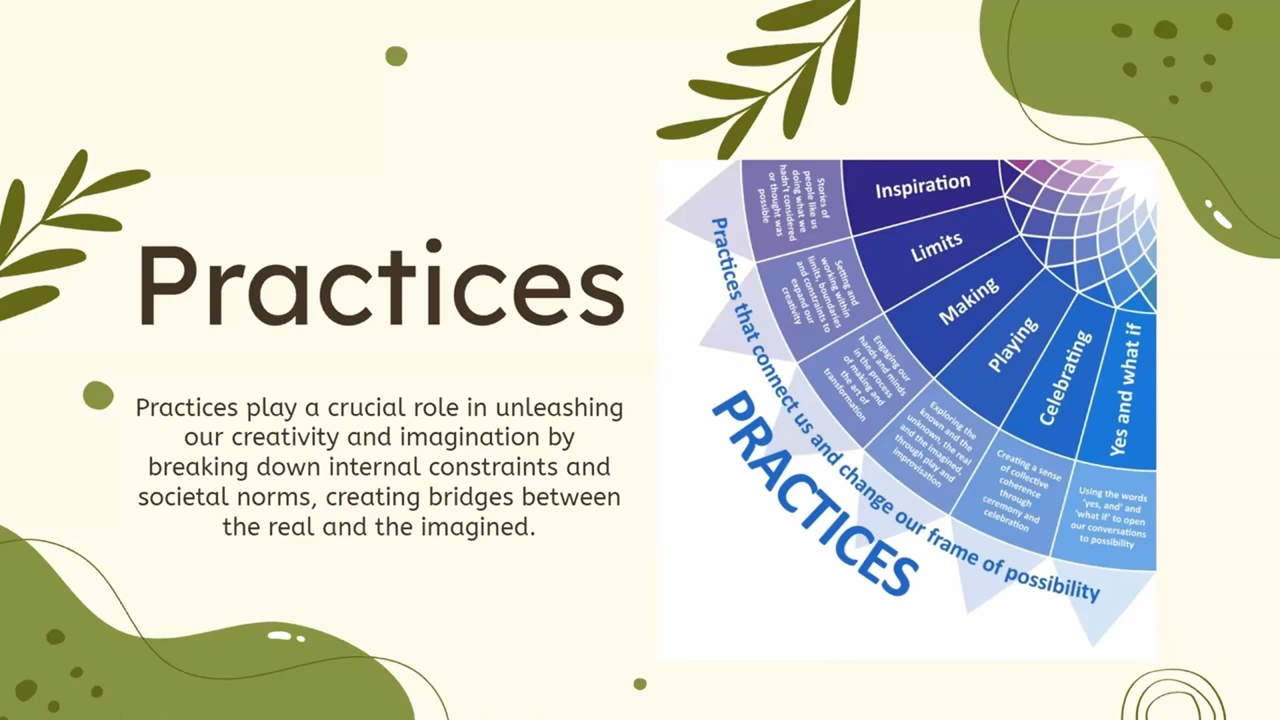 Practices
Practices play a crucial role in unleashing
our creativity and imagination by
breaking down internal constraints and
societal norms, creating bridges between
the real and the imagined.
Inspiration
Stories of
people like us
doing what we
hadn't considered
or thought was
possible
Limits
Setting and
working within
limits, boundaries
and constraints to
expand our
creativity
Making
Engaging our
hands and minds
in the process
of making and
the art of
transformation
Playing
Exploring the
known and the
unknown, the real
and the imagined,
through play and
improvisation
Celebrating
Creating a sense
of collective
coherence
through
ceremony and
celebration
Yes and what if
Using the words
'yes, and' and
'what if' to open
our conversations
to possibility
Practices that connect us and change our frame of possibility
PRACTICES